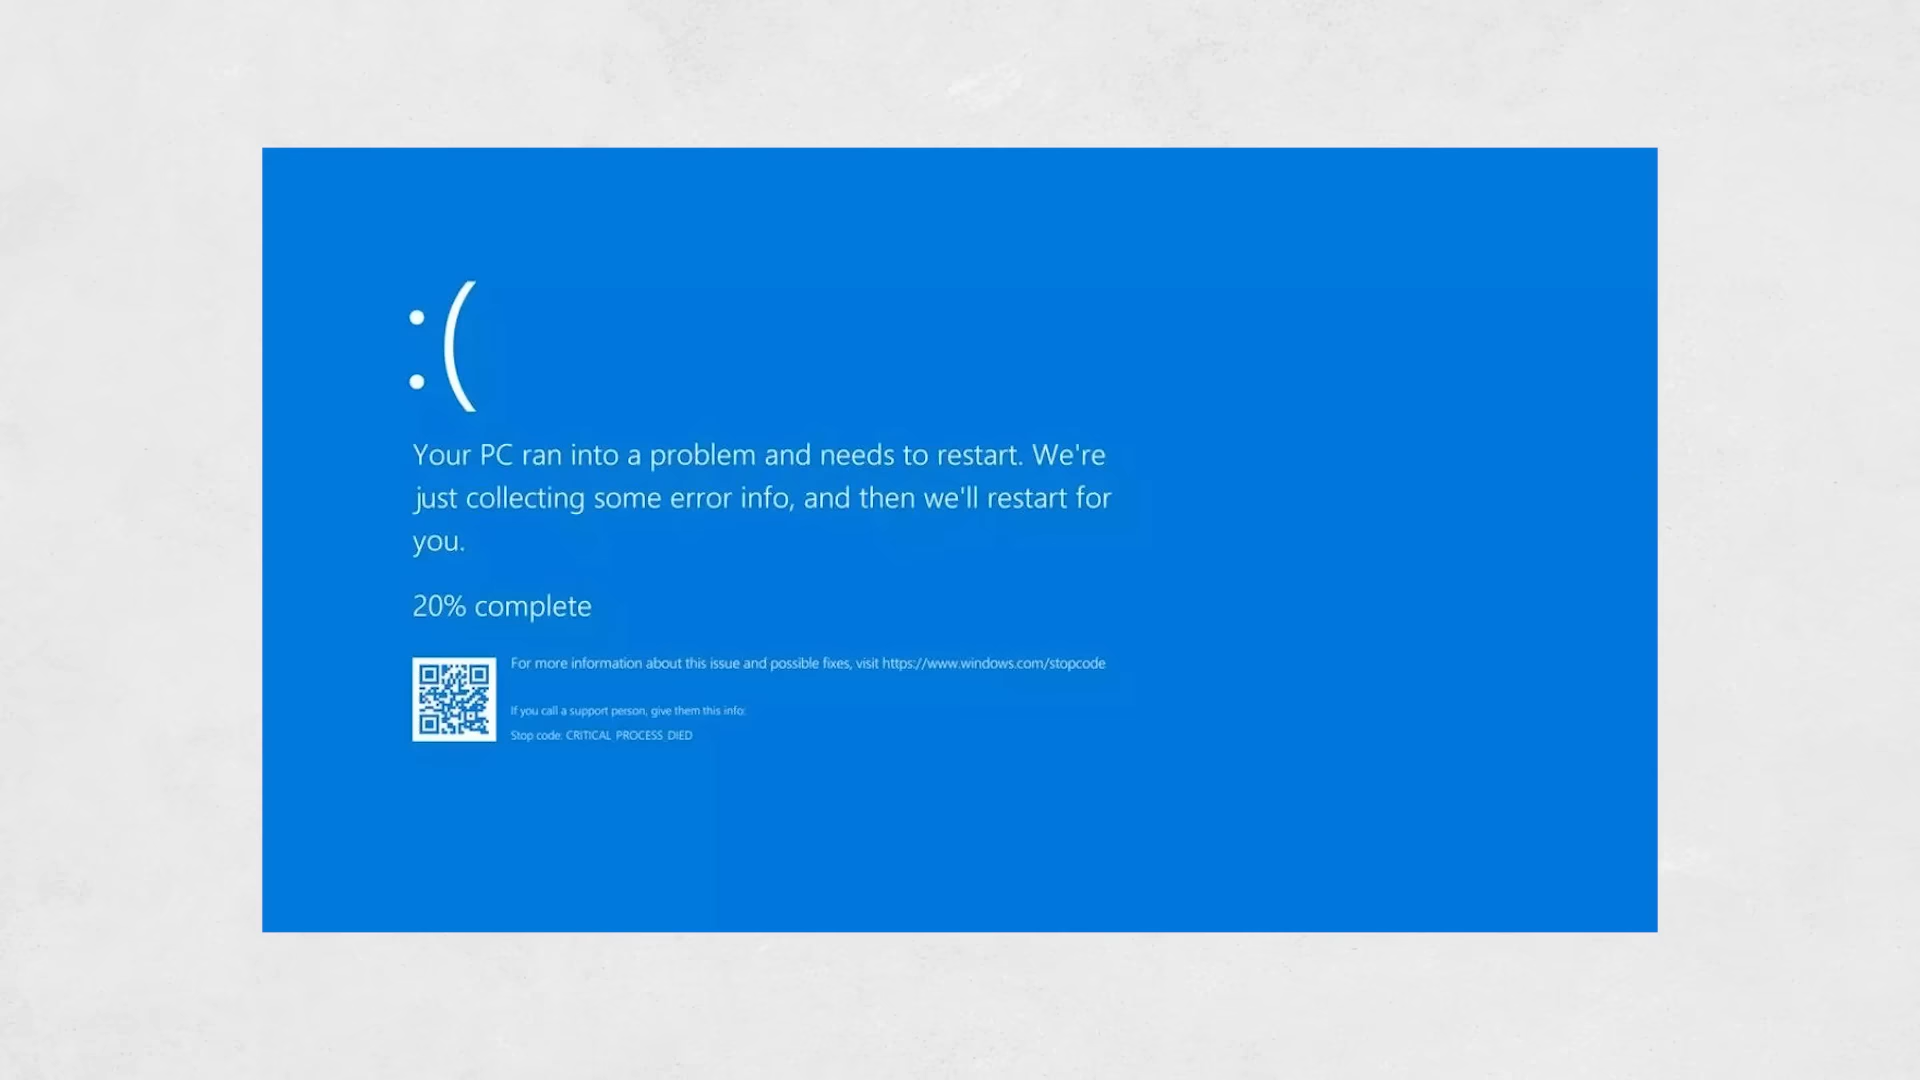 :(
Your PC ran into a problem and needs to restart. We're
just collecting some error info, and then we'll restart for
you.
20% complete
For more information about this issue and possible fixes, visit https://www.windows.com/stopcode
If you call a support person, give them this info:
Stop code: CRITICAL_PROCESS_DIED